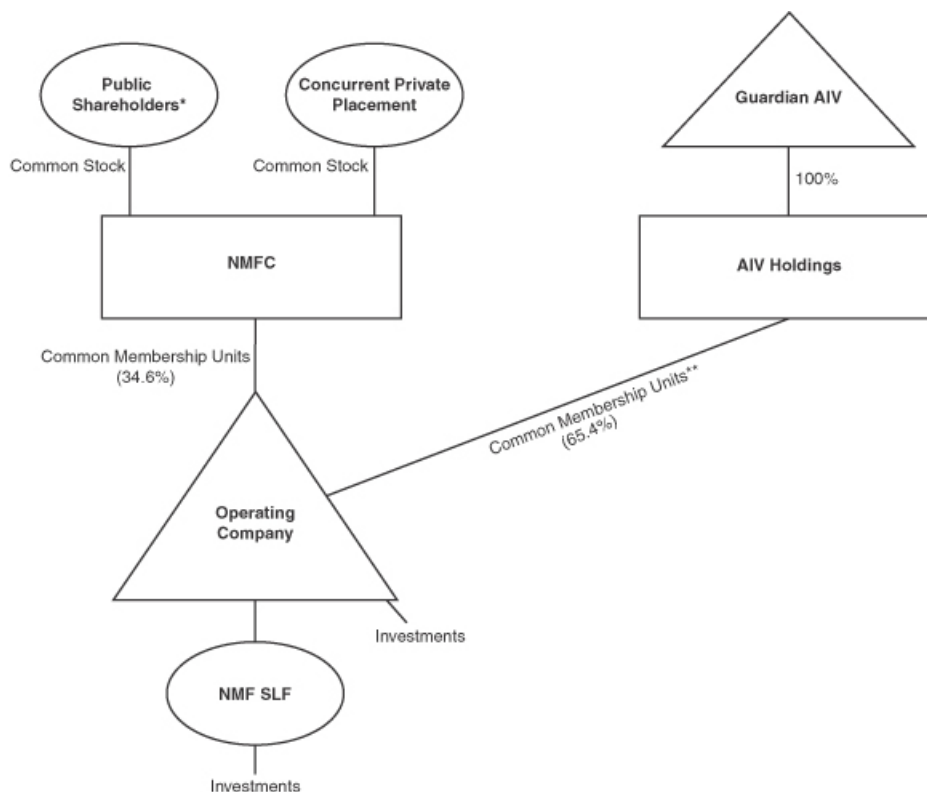 Public
Shareholders*
Concurrent Private
Placement
Guardian AIV
Common Stock
Common Stock
100%
NMFC
AIV Holdings
Common Membership Units
(34.6%)
Common Membership Units**
(65.4%)
Operating
Company
Investments
NMF SLF
Investments